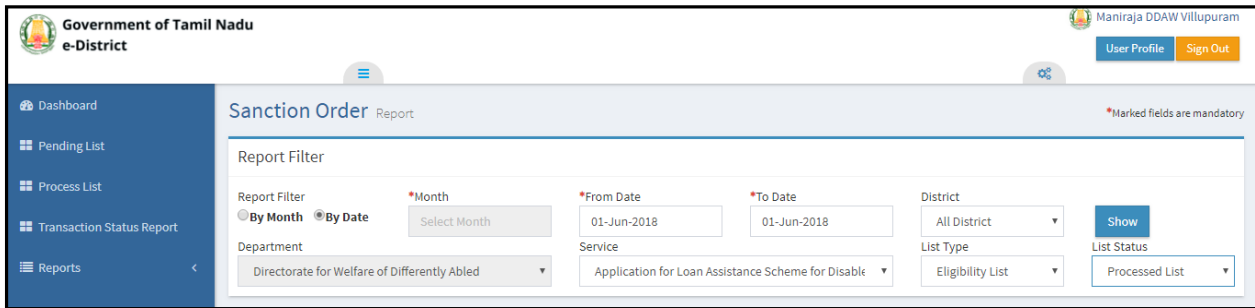 Government of Tamil Nadu
e-District
Maniraja DDAW Villupuram
User Profile Sign Out
Dashboard
Pending List
Process List
Transaction Status Report
Reports
Sanction Order Report
*Marked fields are mandatory
Report Filter
Report Filter *Month *From Date *To Date District
By Month By Date Select Month 01-Jun-2018 01-Jun-2018 All District Show
Department Service List Type List Status
Directorate for Welfare of Differently Abled Application for Loan Assistance Scheme for Disable Eligibility List Processed List